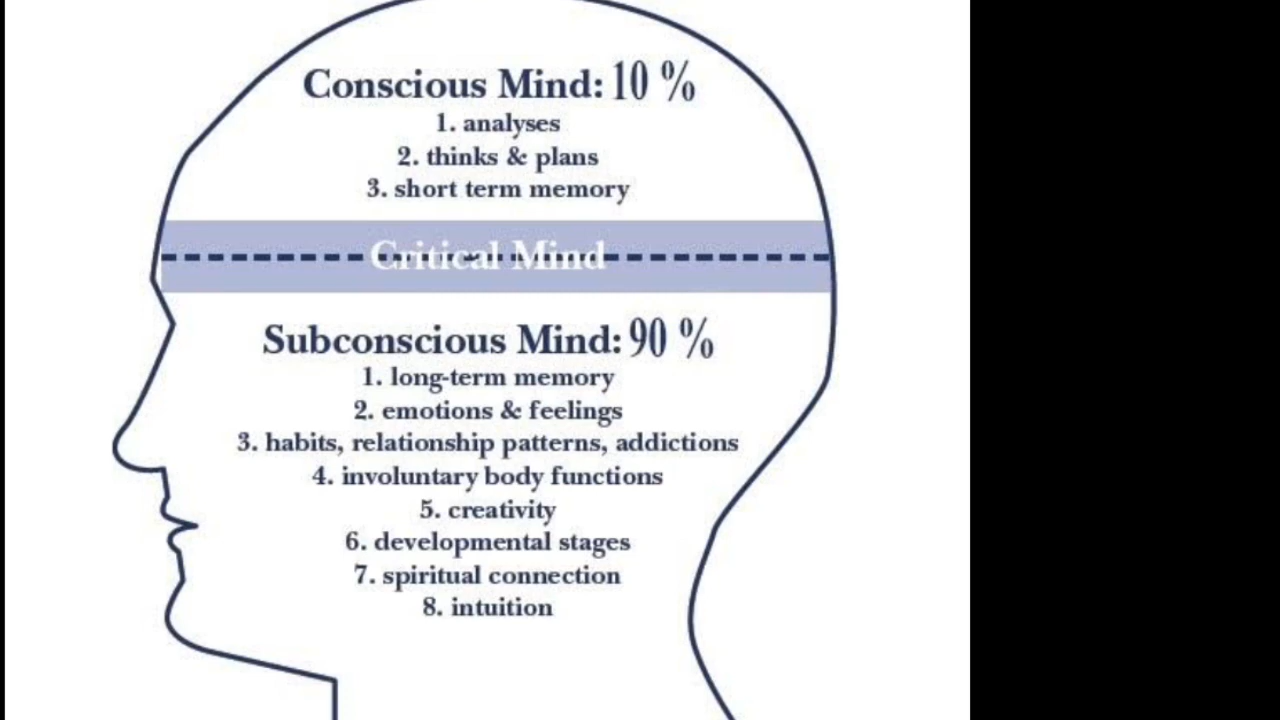 Conscious Mind: 10 %
1. analyses
2. thinks & plans
3. short term memory
Critical Mind
Subconscious Mind: 90 %
1. long-term memory
2. emotions & feelings
3. habits, relationship patterns, addictions
4. involuntary body functions
5. creativity
6. developmental stages
7. spiritual connection
8. intuition